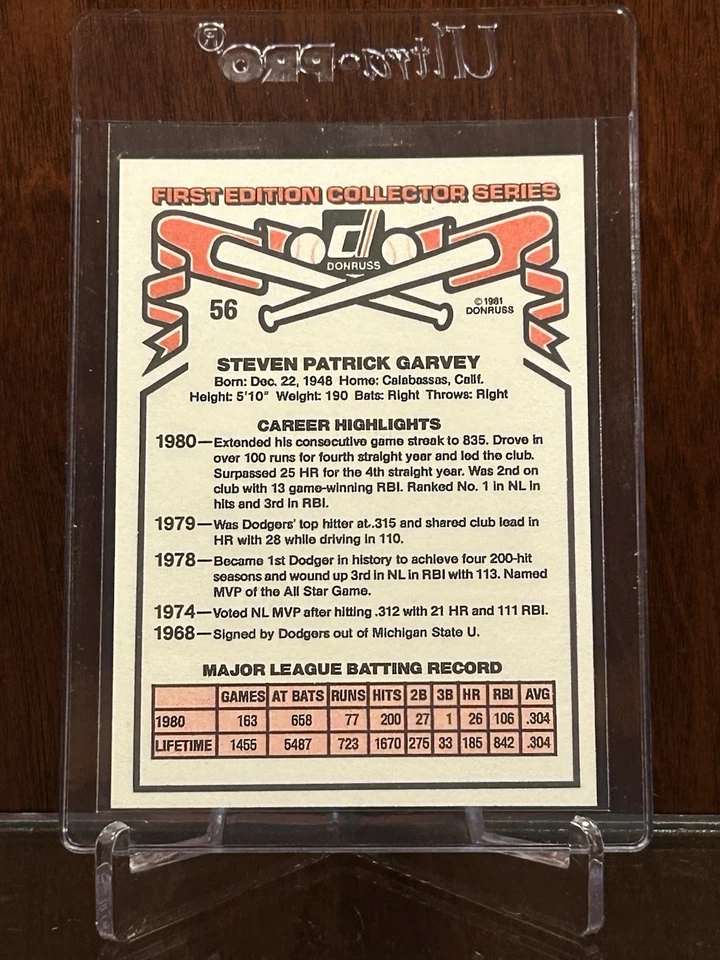 Ultra•PRO®
FIRST EDITION COLLECTOR SERIES
d
DONRUSS
56
© 1981
DONRUSS
STEVEN PATRICK GARVEY
Born: Dec. 22, 1948 Home: Calabassas, Calif.
Height: 5'10" Weight: 190 Bats: Right Throws: Right
CAREER HIGHLIGHTS
1980—Extended his consecutive game streak to 835. Drove in
over 100 runs for fourth straight year and led the club.
Surpassed 25 HR for the 4th straight year. Was 2nd on
club with 13 game-winning RBI. Ranked No. 1 in NL in
hits and 3rd in RBI.
1979—Was Dodgers' top hitter at .315 and shared club lead in
HR with 28 while driving in 110.
1978—Became 1st Dodger in history to achieve four 200-hit
seasons and wound up 3rd in NL in RBI with 113. Named
MVP of the All Star Game.
1974—Voted NL MVP after hitting .312 with 21 HR and 111 RBI.
1968—Signed by Dodgers out of Michigan State U.
MAJOR LEAGUE BATTING RECORD
GAMES AT BATS RUNS HITS 2B 3B HR RBI AVG
1980 163 658 77 200 27 1 26 106 .304
LIFETIME 1455 5487 723 1670 275 33 185 842 .304